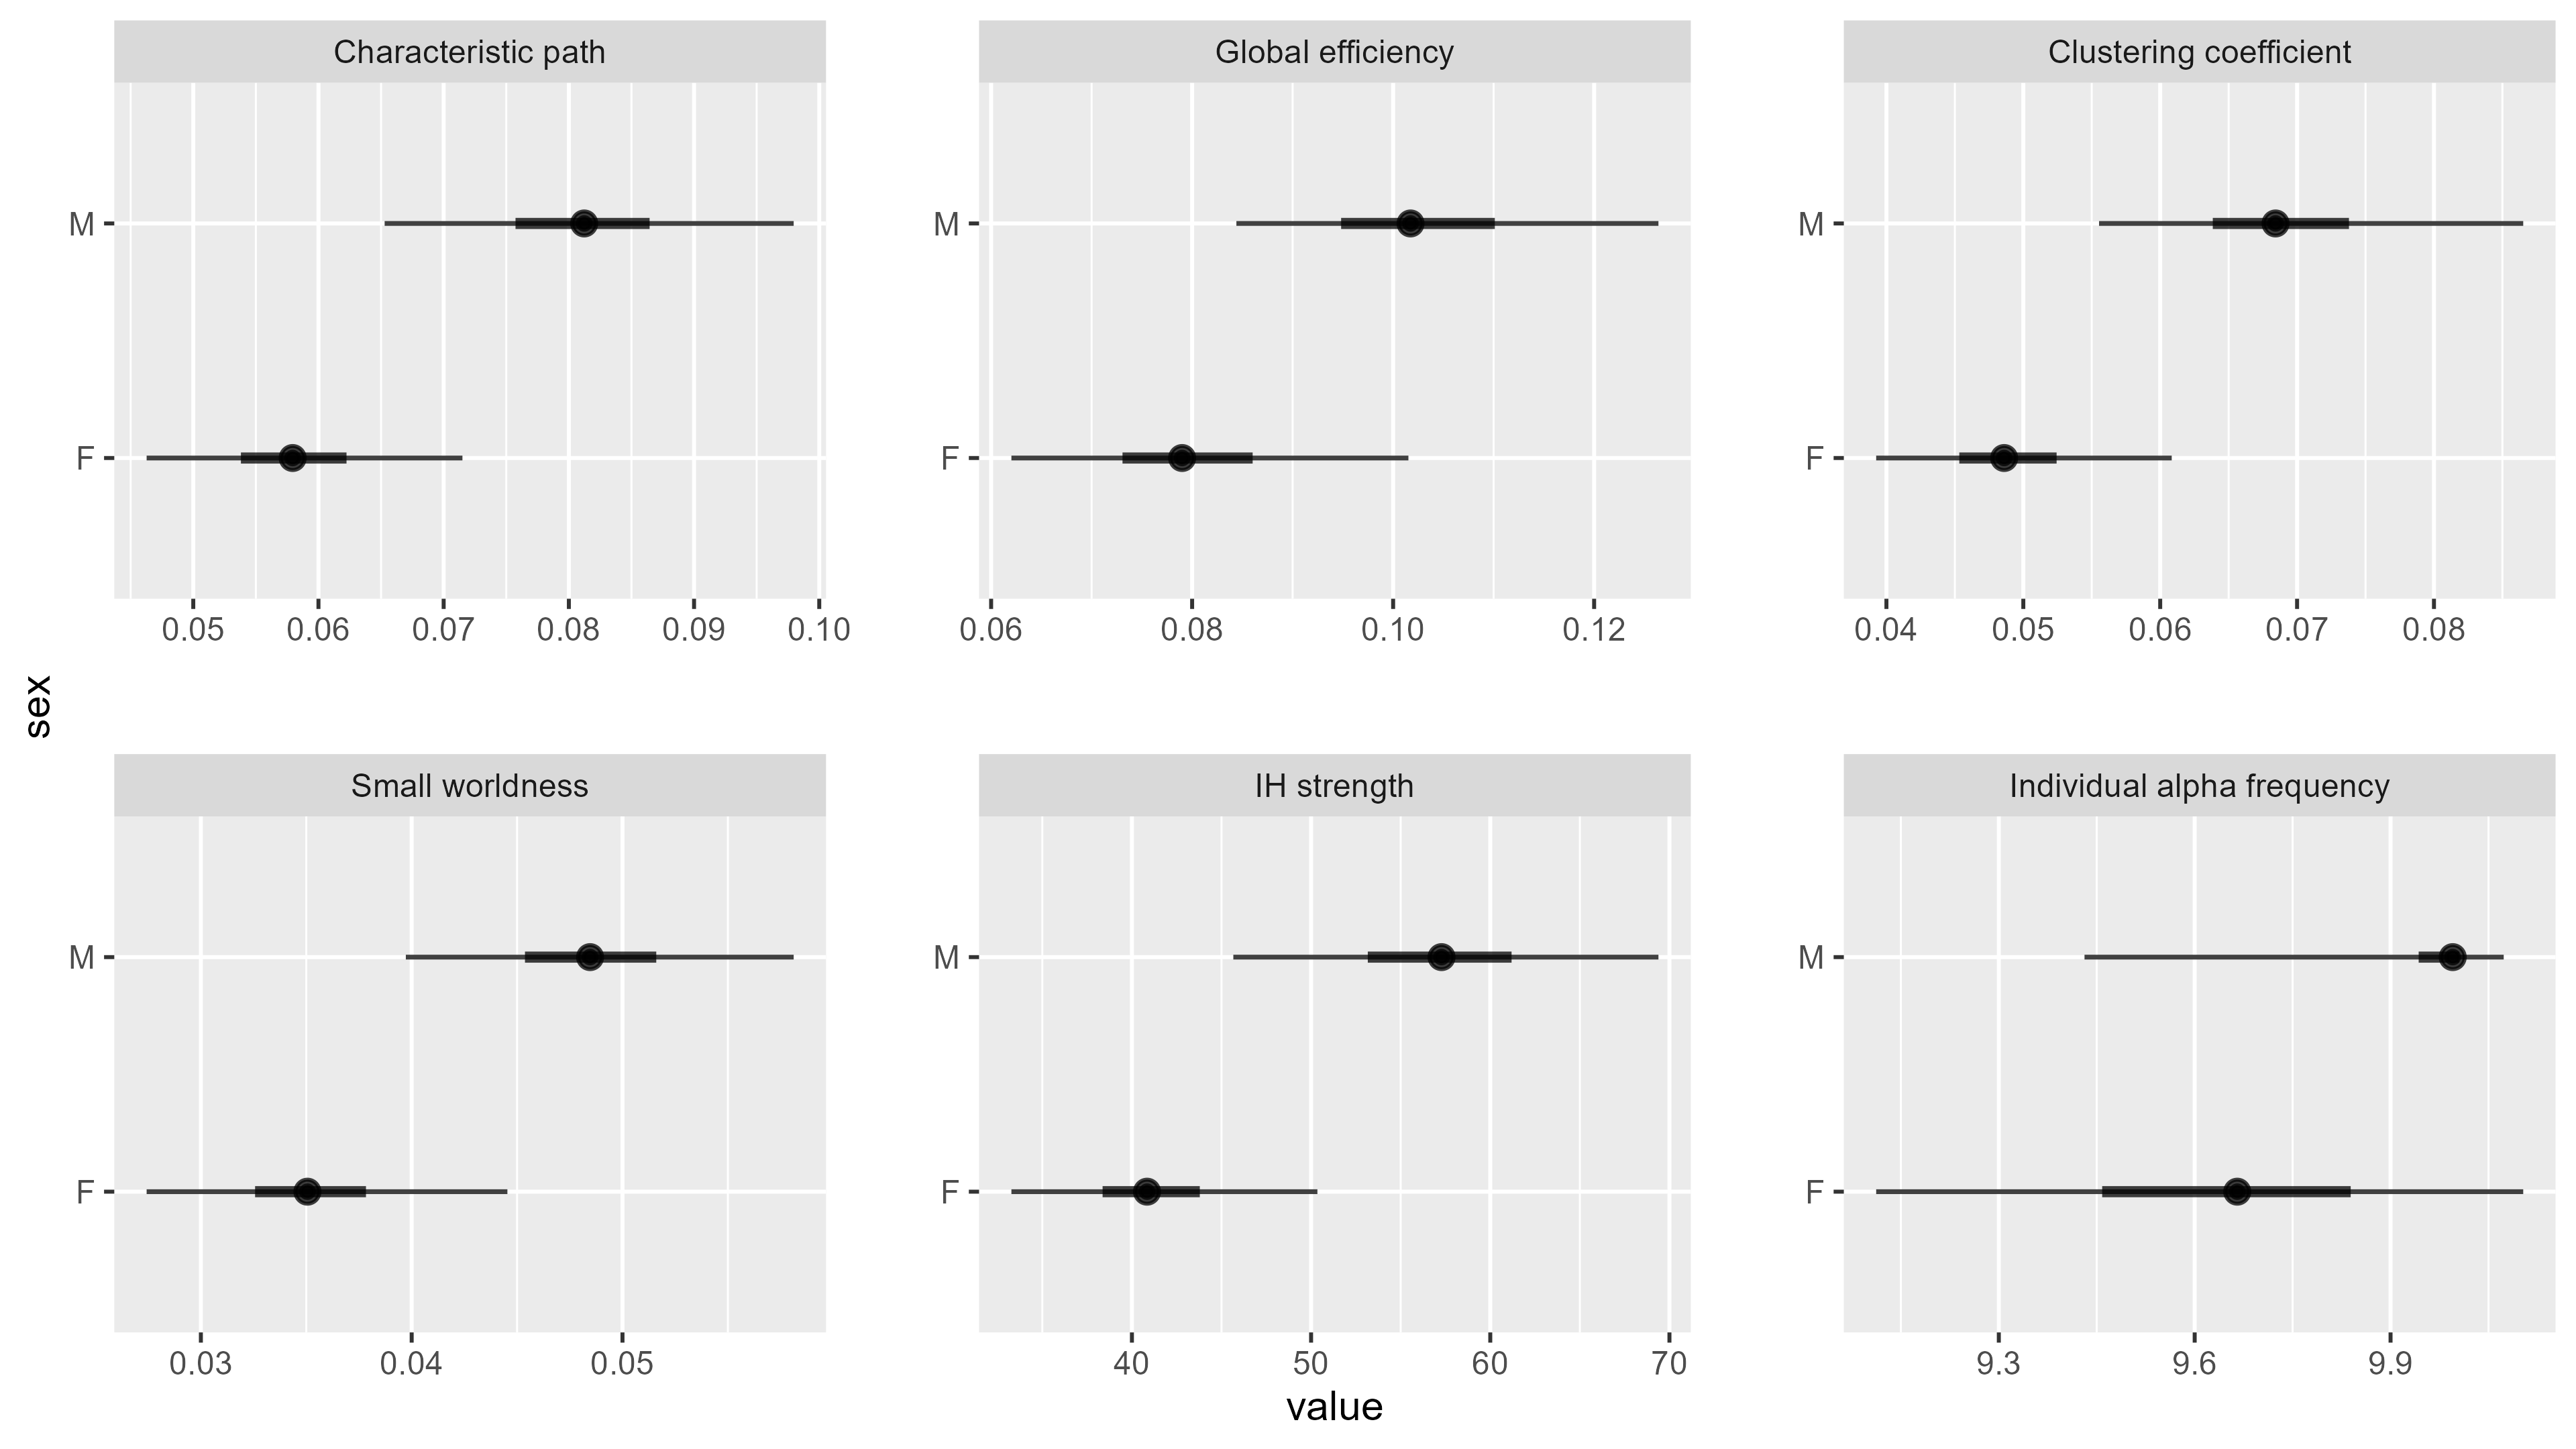 Characteristic path
Global efficiency
Clustering coefficient
M
M
M
F
F
F
0.05 0.06 0.07 0.08 0.09 0.10
0.06 0.08 0.10 0.12
0.04 0.05 0.06 0.07 0.08
sex
Small worldness
IH strength
Individual alpha frequency
M
M
M
F
F
F
0.03 0.04 0.05
40 50 60 70
9.3 9.6 9.9
value